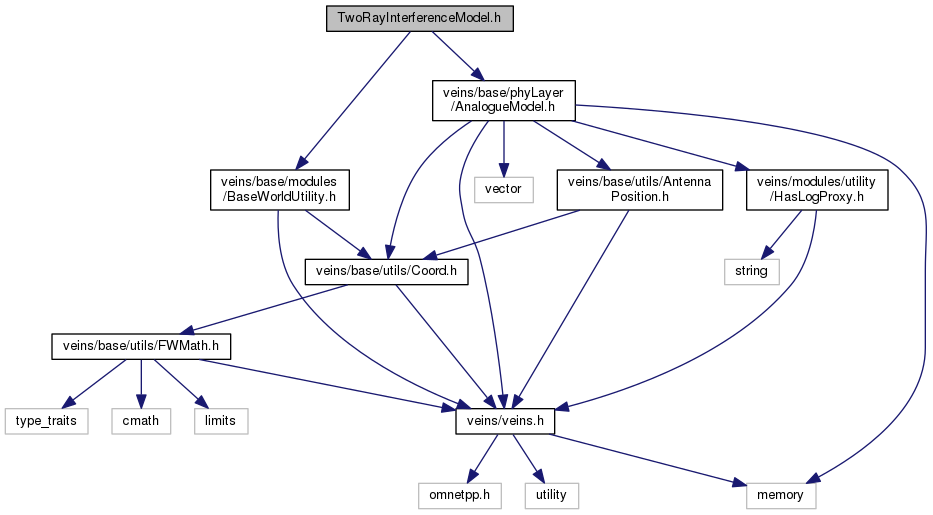 TwoRayInterferenceModel.h
veins/base/phyLayer
/AnalogueModel.h
veins/base/modules
/BaseWorldUtility.h
vector
veins/base/utils/Antenna
Position.h
veins/modules/utility
/HasLogProxy.h
veins/base/utils/Coord.h
string
veins/base/utils/FWMath.h
type_traits
cmath
limits
veins/veins.h
omnetpp.h
utility
memory